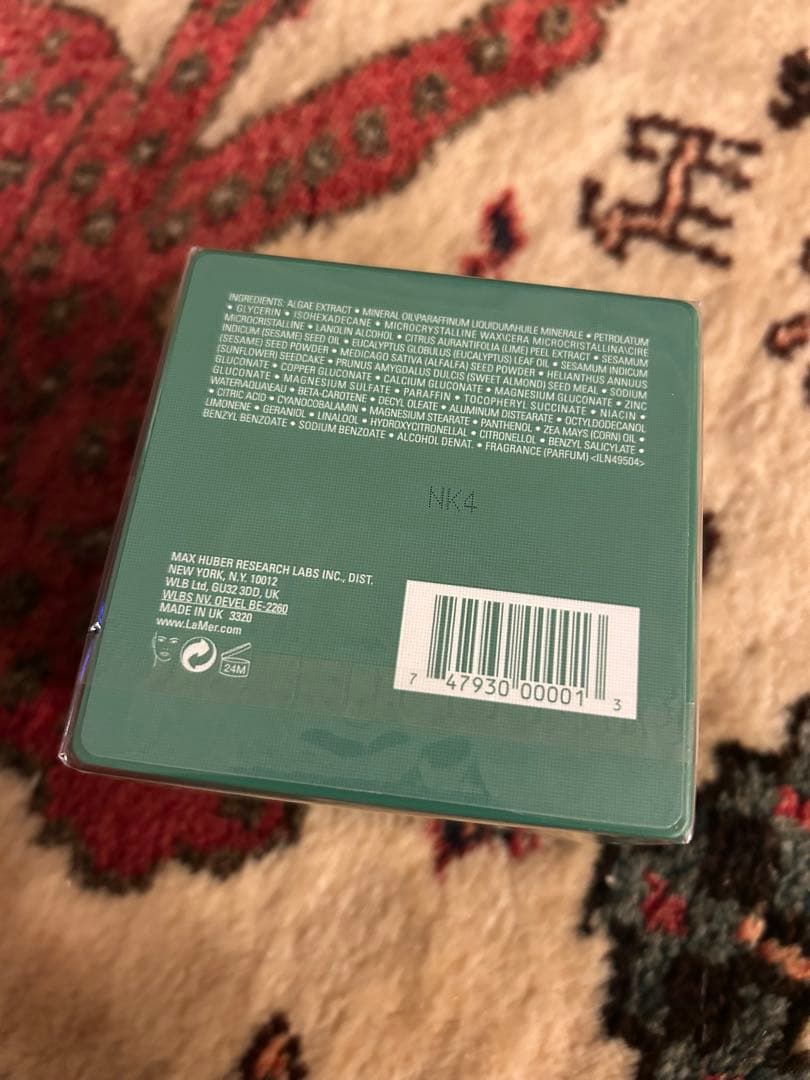 INGREDIENTS: ALGAE EXTRACT • MINERAL OIL\PARAFFINUM LIQUIDUM\HUILE MINERALE • PETROLATUM
• GLYCERIN • ISOHEXADECANE • MICROCRYSTALLINE WAX\CERA MICROCRISTALLINA\CIRE
MICROCRISTALLINE • LANOLIN ALCOHOL • CITRUS AURANTIFOLIA (LIME) PEEL EXTRACT • SESAMUM
INDICUM (SESAME) SEED OIL • EUCALYPTUS GLOBULUS (EUCALYPTUS) LEAF OIL • SESAMUM INDICUM
(SESAME) SEED POWDER • MEDICAGO SATIVA (ALFALFA) SEED POWDER • HELIANTHUS ANNUUS
(SUNFLOWER) SEEDCAKE • PRUNUS AMYGDALUS DULCIS (SWEET ALMOND) SEED MEAL • SODIUM
GLUCONATE • COPPER GLUCONATE • CALCIUM GLUCONATE • MAGNESIUM GLUCONATE • ZINC
GLUCONATE • MAGNESIUM SULFATE • PARAFFIN • TOCOPHERYL SUCCINATE • NIACIN •
WATER\AQUA\EAU • BETA-CAROTENE • DECYL OLEATE • ALUMINUM DISTEARATE • OCTYLDODECANOL
• CITRIC ACID • CYANOCOBALAMIN • MAGNESIUM STEARATE • PANTHENOL • ZEA MAYS (CORN) OIL •
LIMONENE • GERANIOL • LINALOOL • HYDROXYCITRONELLAL • CITRONELLOL • BENZYL SALICYLATE •
BENZYL BENZOATE • SODIUM BENZOATE • ALCOHOL DENAT. • FRAGRANCE (PARFUM) <ILN49504>
NK4
MAX HUBER RESEARCH LABS INC., DIST.
NEW YORK, N.Y. 10012
WLB Ltd, GU32 3DD, UK
WLBS NV. OEVEL BE-2260
MADE IN UK 3320
www.LaMer.com
24M
7 47930 00001 3